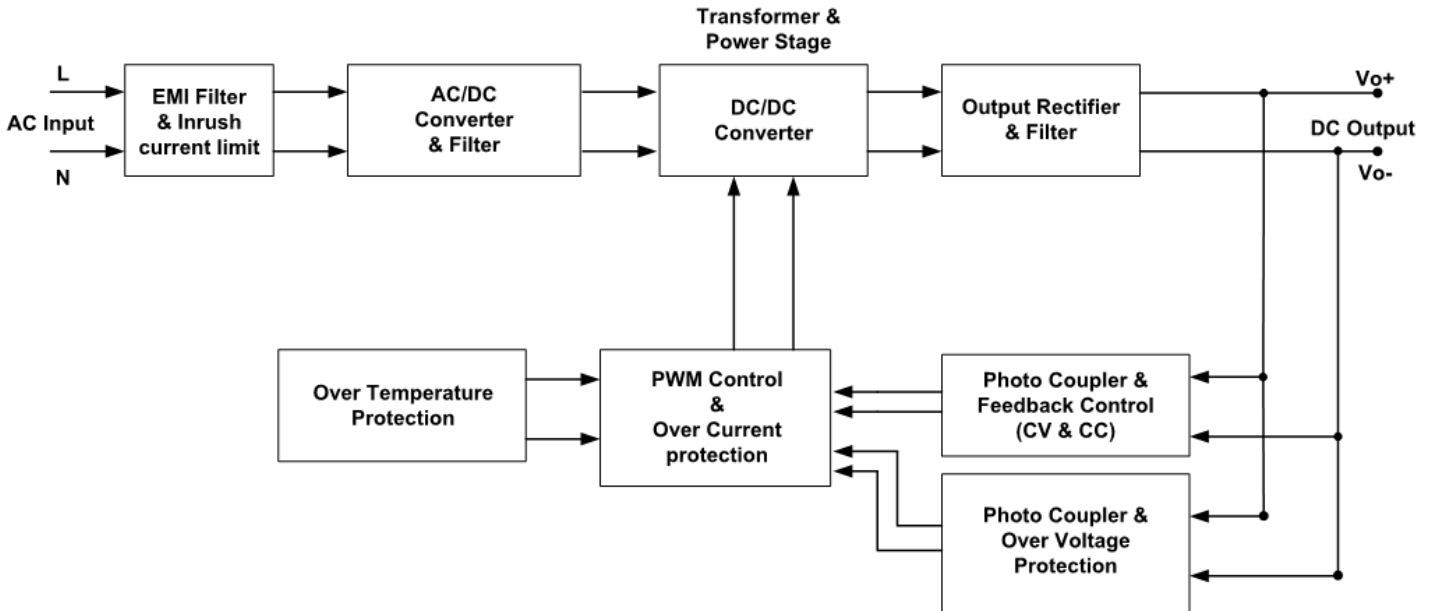 Transformer &
Power Stage
L
AC Input
N
EMI Filter
& Inrush
current limit
AC/DC
Converter
& Filter
DC/DC
Converter
Output Rectifier
& Filter
Vo+
DC Output
Vo-
Over Temperature
Protection
PWM Control
&
Over Current
protection
Photo Coupler &
Feedback Control
(CV & CC)
Photo Coupler &
Over Voltage
Protection